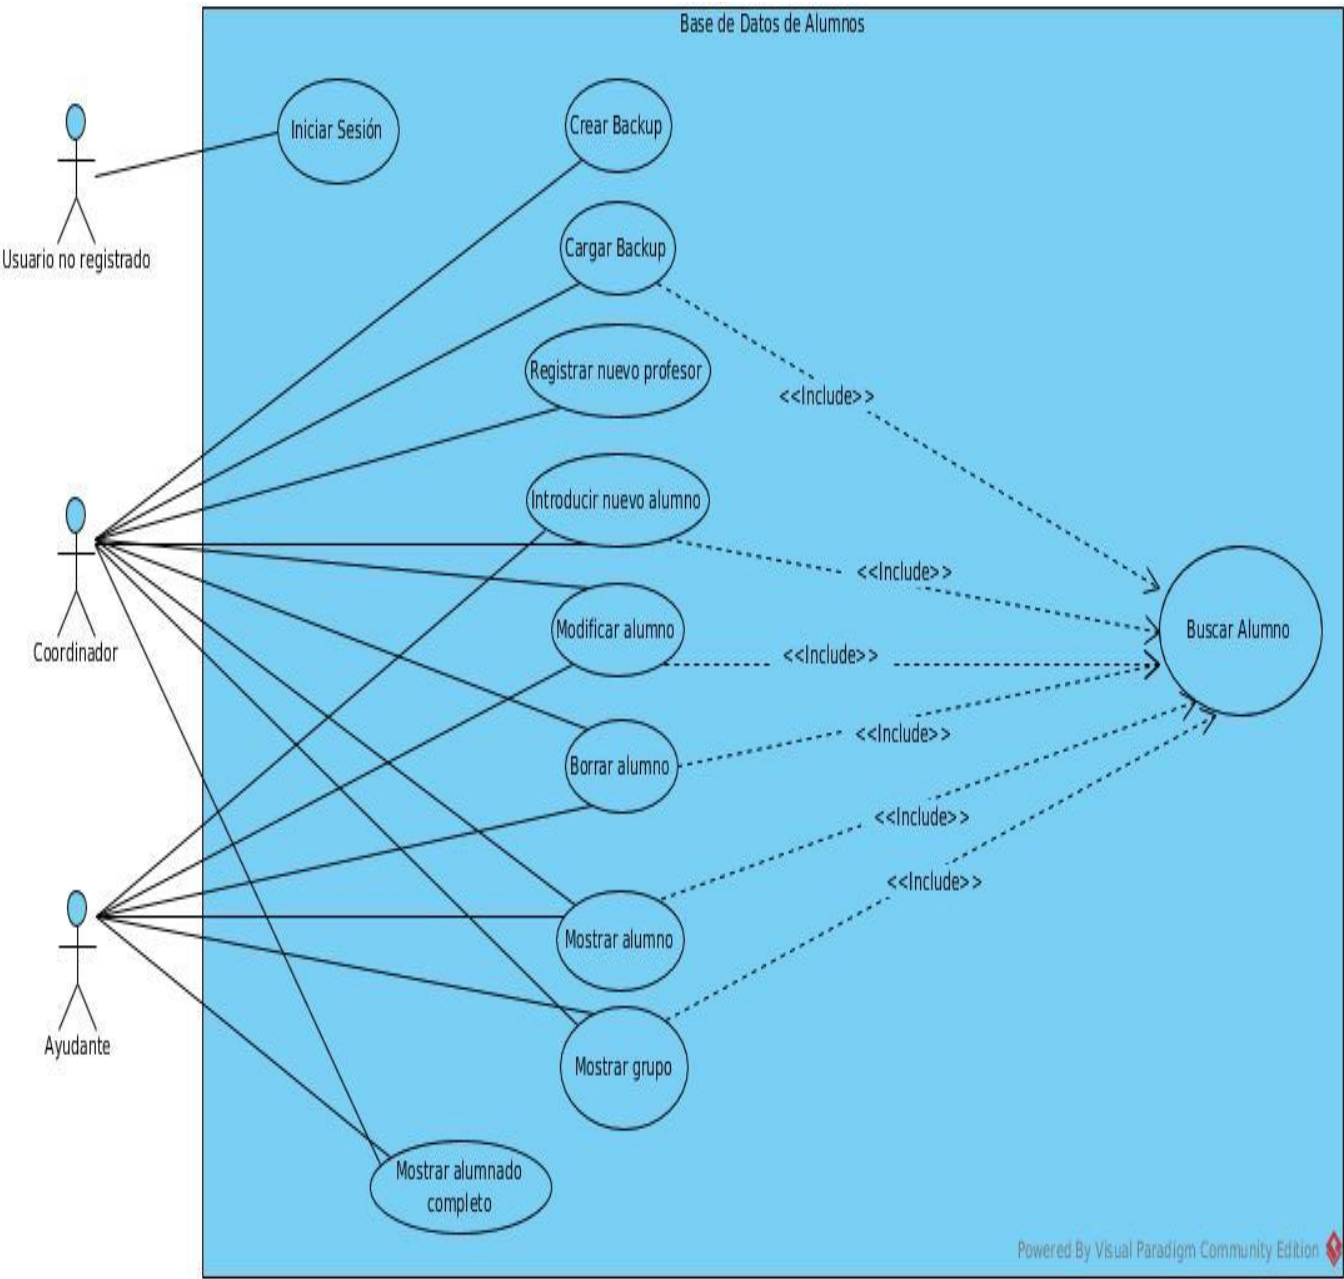 Base de Datos de Alumnos
Iniciar Sesión
Crear Backup
Usuario no registrado
Cargar Backup
Registrar nuevo profesor
<<Include>>
Introducir nuevo alumno
<<Include>>
Coordinador
Modificar alumno
<<Include>>
Buscar Alumno
Borrar alumno
<<Include>>
<<Include>>
<<Include>>
Mostrar alumno
Ayudante
Mostrar grupo
Mostrar alumnado
completo
Powered By Visual Paradigm Community Edition